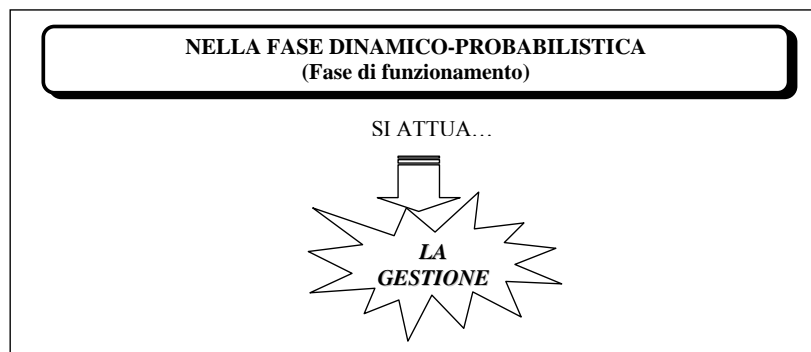 NELLA FASE DINAMICO-PROBABILISTICA
(Fase di funzionamento)
SI ATTUA…
LA
GESTIONE